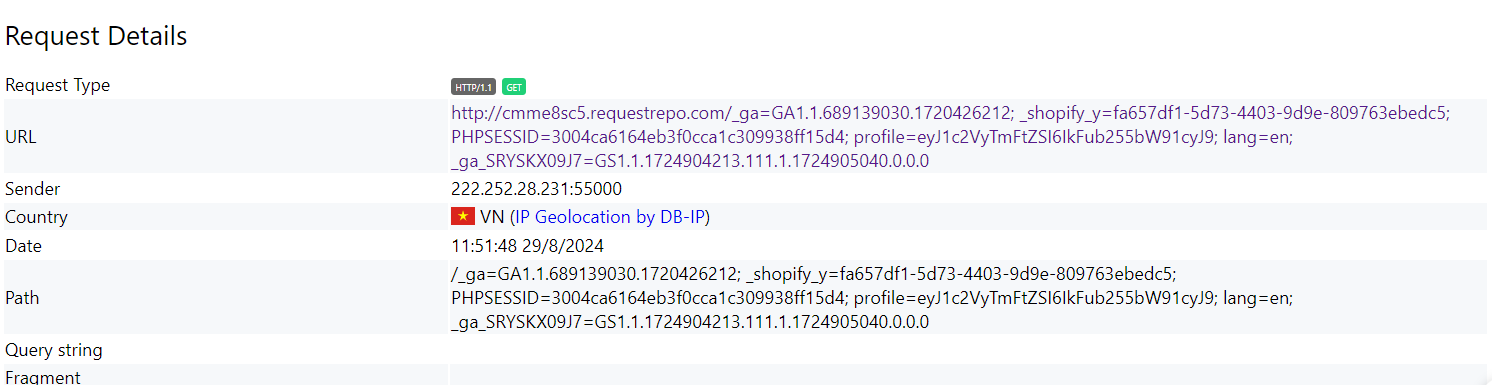 Request Details
Request Type HTTP/1.1 GET
URL http://cmme8sc5.requestrepo.com/_ga=GA1.1.689139030.1720426212; _shopify_y=fa657df1-5d73-4403-9d9e-809763ebedc5;
PHPSESSID=3004ca6164eb3f0cca1c309938ff15d4; profile=eyJ1c2VyTmFtZSI6IkFub255bW91cyJ9; lang=en;
_ga_SRYSKX09J7=GS1.1.1724904213.111.1.1724905040.0.0.0
Sender 222.252.28.231:55000
Country VN (IP Geolocation by DB-IP)
Date 11:51:48 29/8/2024
Path /_ga=GA1.1.689139030.1720426212; _shopify_y=fa657df1-5d73-4403-9d9e-809763ebedc5;
PHPSESSID=3004ca6164eb3f0cca1c309938ff15d4; profile=eyJ1c2VyTmFtZSI6IkFub255bW91cyJ9; lang=en;
_ga_SRYSKX09J7=GS1.1.1724904213.111.1.1724905040.0.0.0
Query string
Fragment